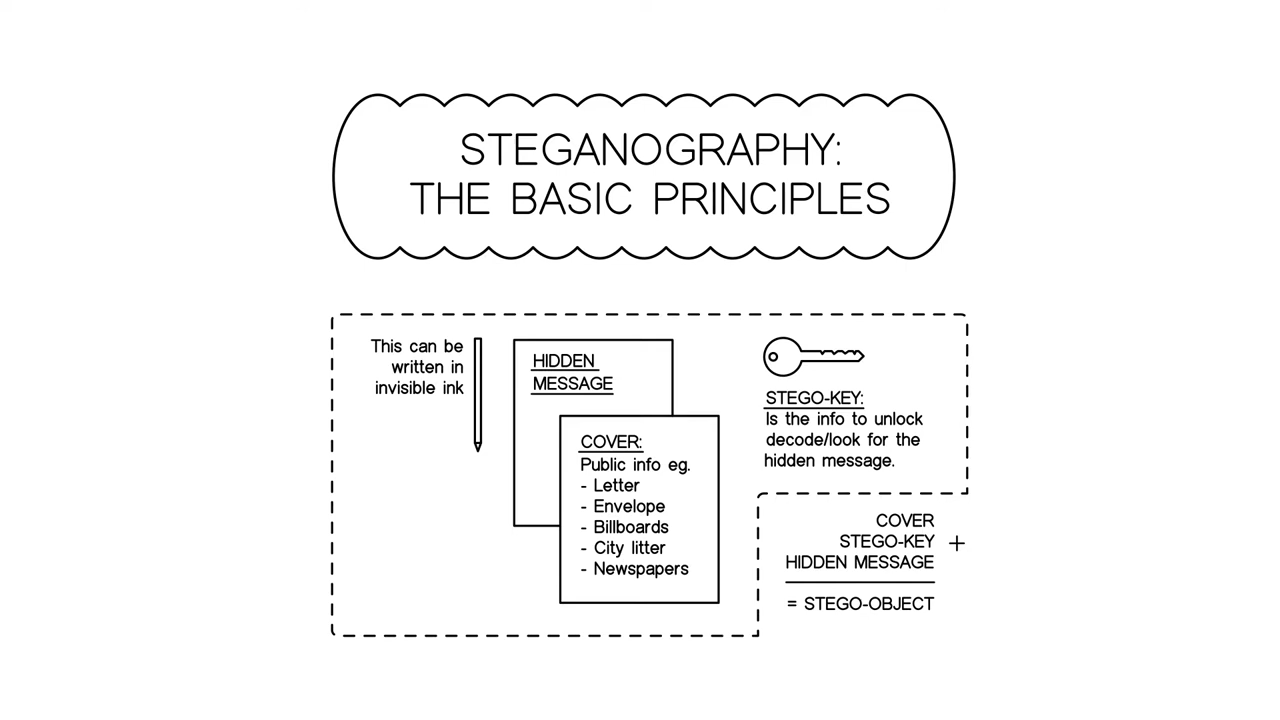 STEGANOGRAPHY:
THE BASIC PRINCIPLES
This can be
written in
invisible ink
HIDDEN
MESSAGE
COVER:
Public info eg.
- Letter
- Envelope
- Billboards
- City litter
- Newspapers
STEGO-KEY:
Is the info to unlock
decode/look for the
hidden message.
COVER
STEGO-KEY +
HIDDEN MESSAGE
= STEGO-OBJECT